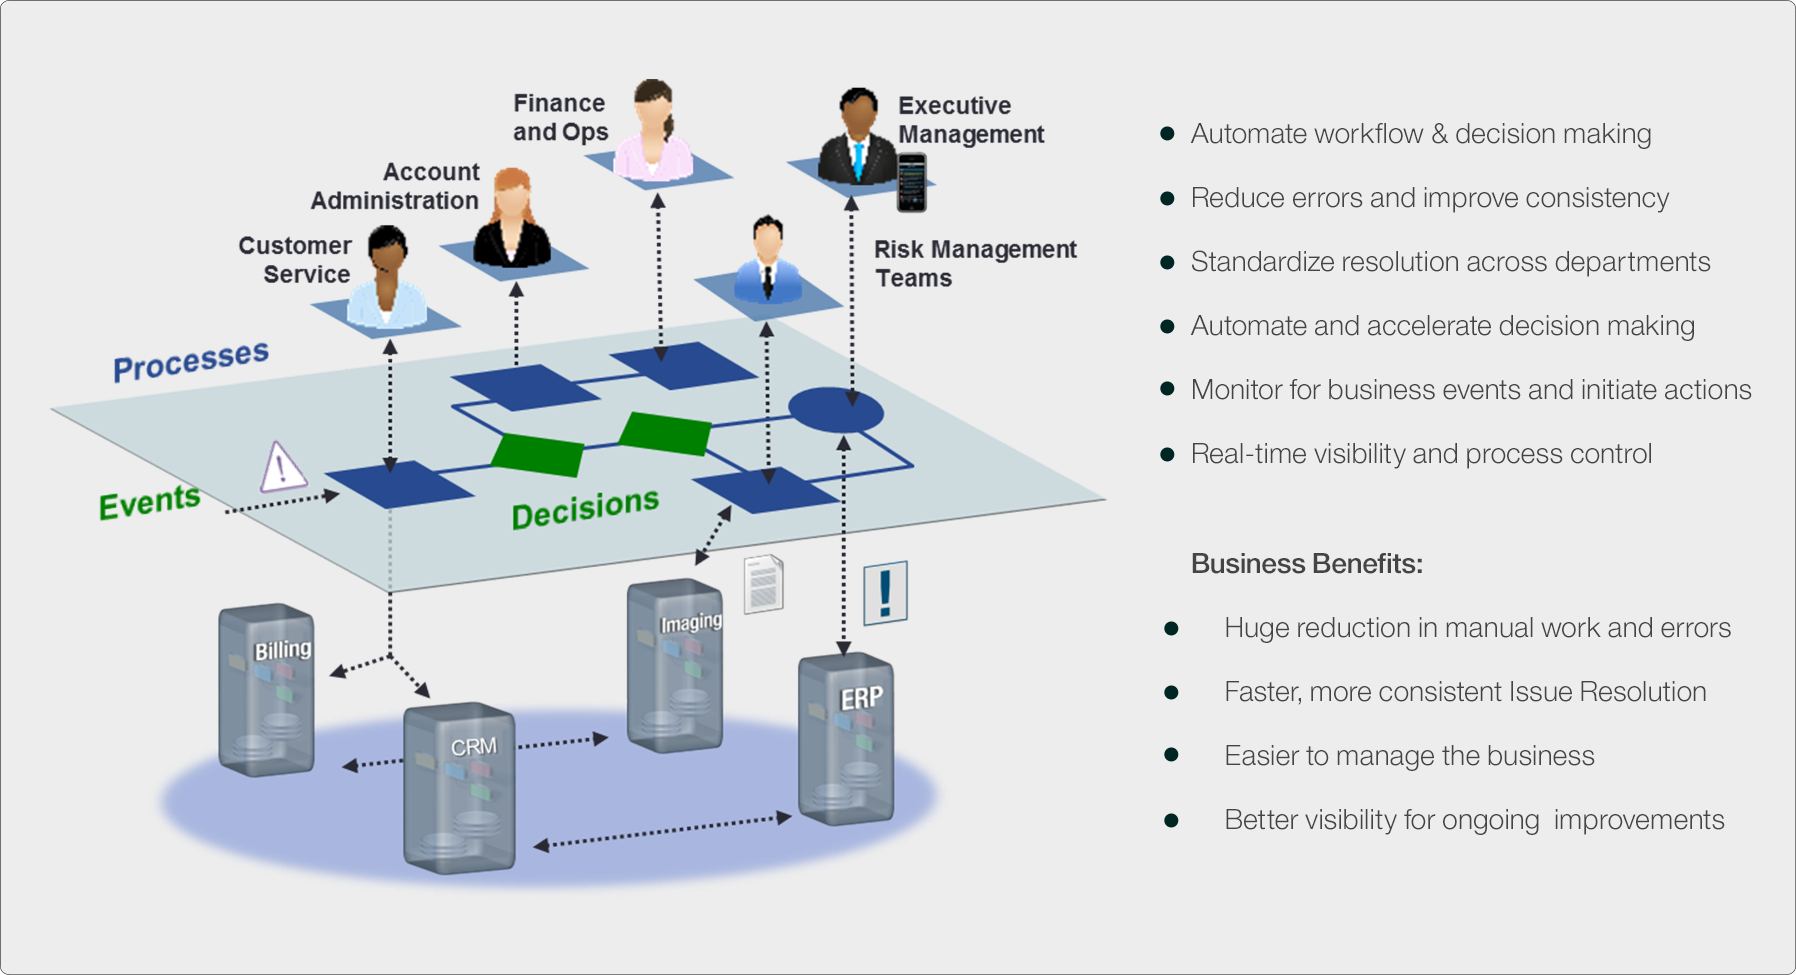 Finance
and Ops
Executive
Management
Account
Administration
Customer
Service
Risk Management
Teams
Processes
Events
Decisions
Billing
Imaging
CRM
ERP
Automate workflow & decision making
Reduce errors and improve consistency
Standardize resolution across departments
Automate and accelerate decision making
Monitor for business events and initiate actions
Real-time visibility and process control
Business Benefits:
Huge reduction in manual work and errors
Faster, more consistent Issue Resolution
Easier to manage the business
Better visibility for ongoing  improvements